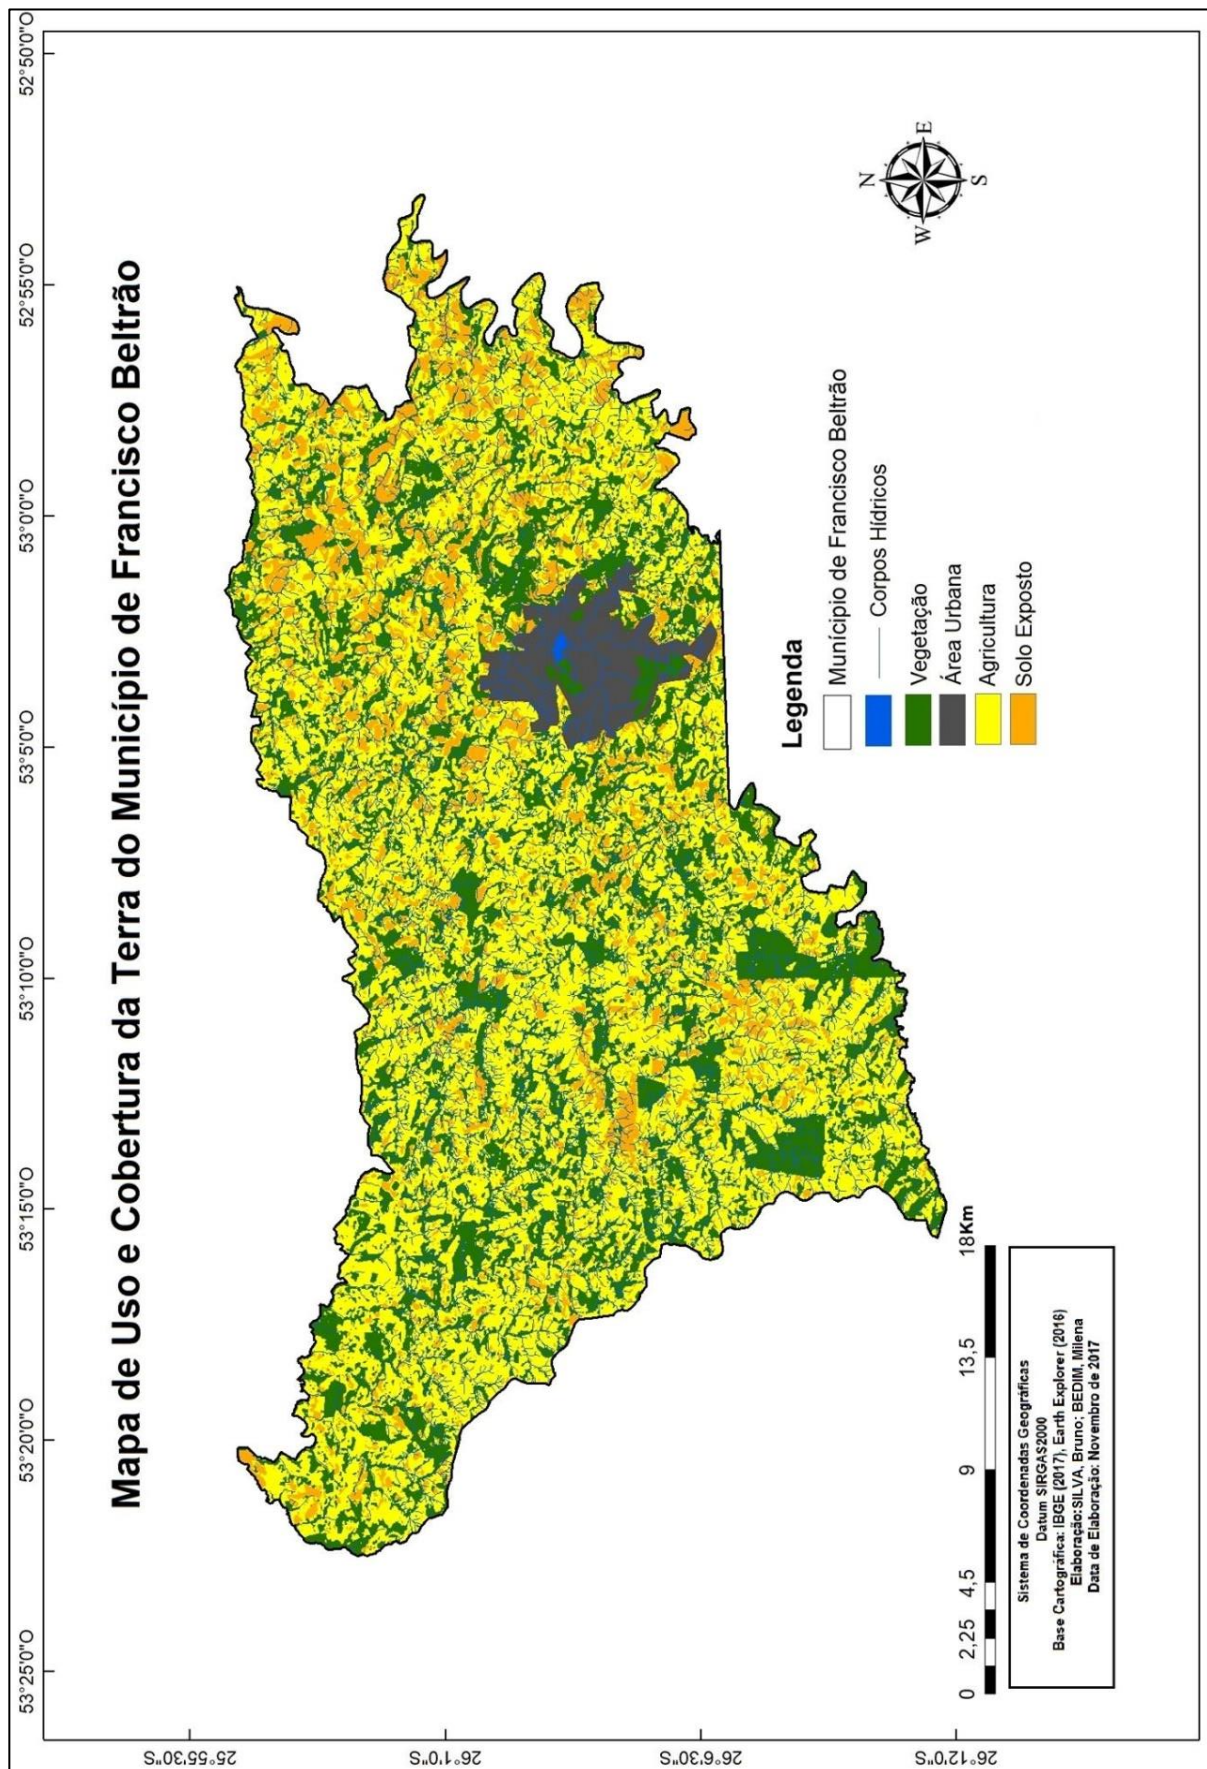 Mapa de Uso e Cobertura da Terra do Município de Francisco Beltrão
53°25'0"O
53°20'0"O
53°15'0"O
53°10'0"O
53°5'0"O
53°0'0"O
52°55'0"O
52°50'0"O
25°55'30"S
26°1'0"S
26°6'30"S
26°12'0"S
N
W
E
S
Legenda
Munícipio de Francisco Beltrão
Corpos Hídricos
Vegetação
Área Urbana
Agricultura
Solo Exposto
0 2,25 4,5 9 13,5 18Km
Sistema de Coordenadas Geográficas
Datum SIRGAS2000
Base Cartográfica: IBGE (2017), Earth Explorer (2016)
Elaboração:SILVA, Bruno; BEDIM, Milena
Data de Elaboração: Novembro de 2017